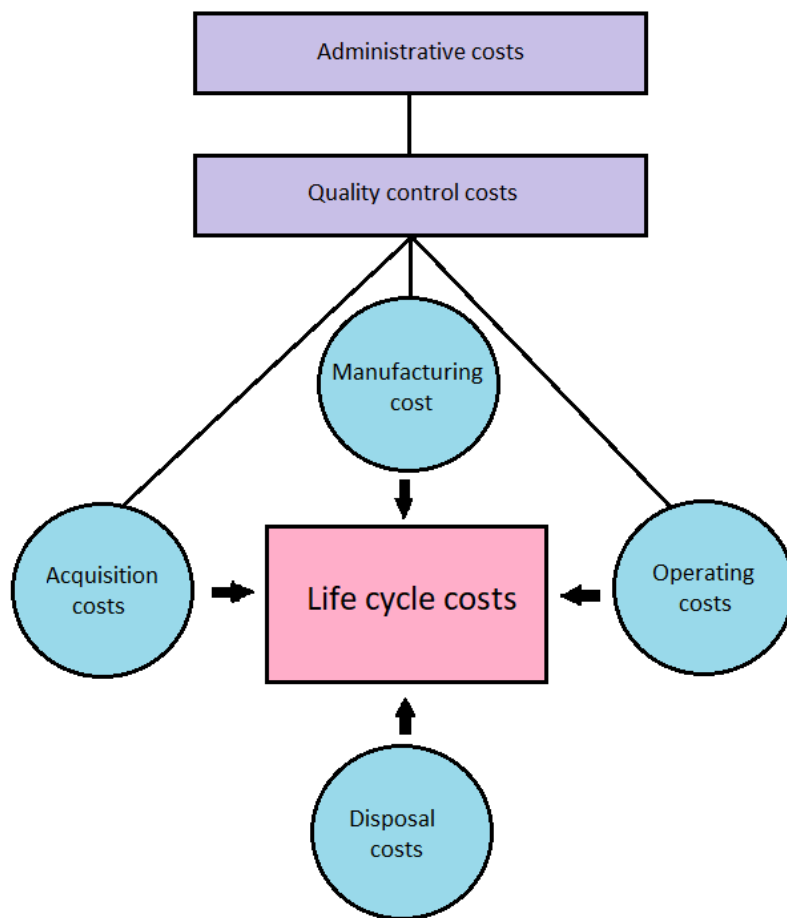 Administrative costs
Quality control costs
Manufacturing
cost
Acquisition
costs
Life cycle costs
Operating
costs
Disposal
costs